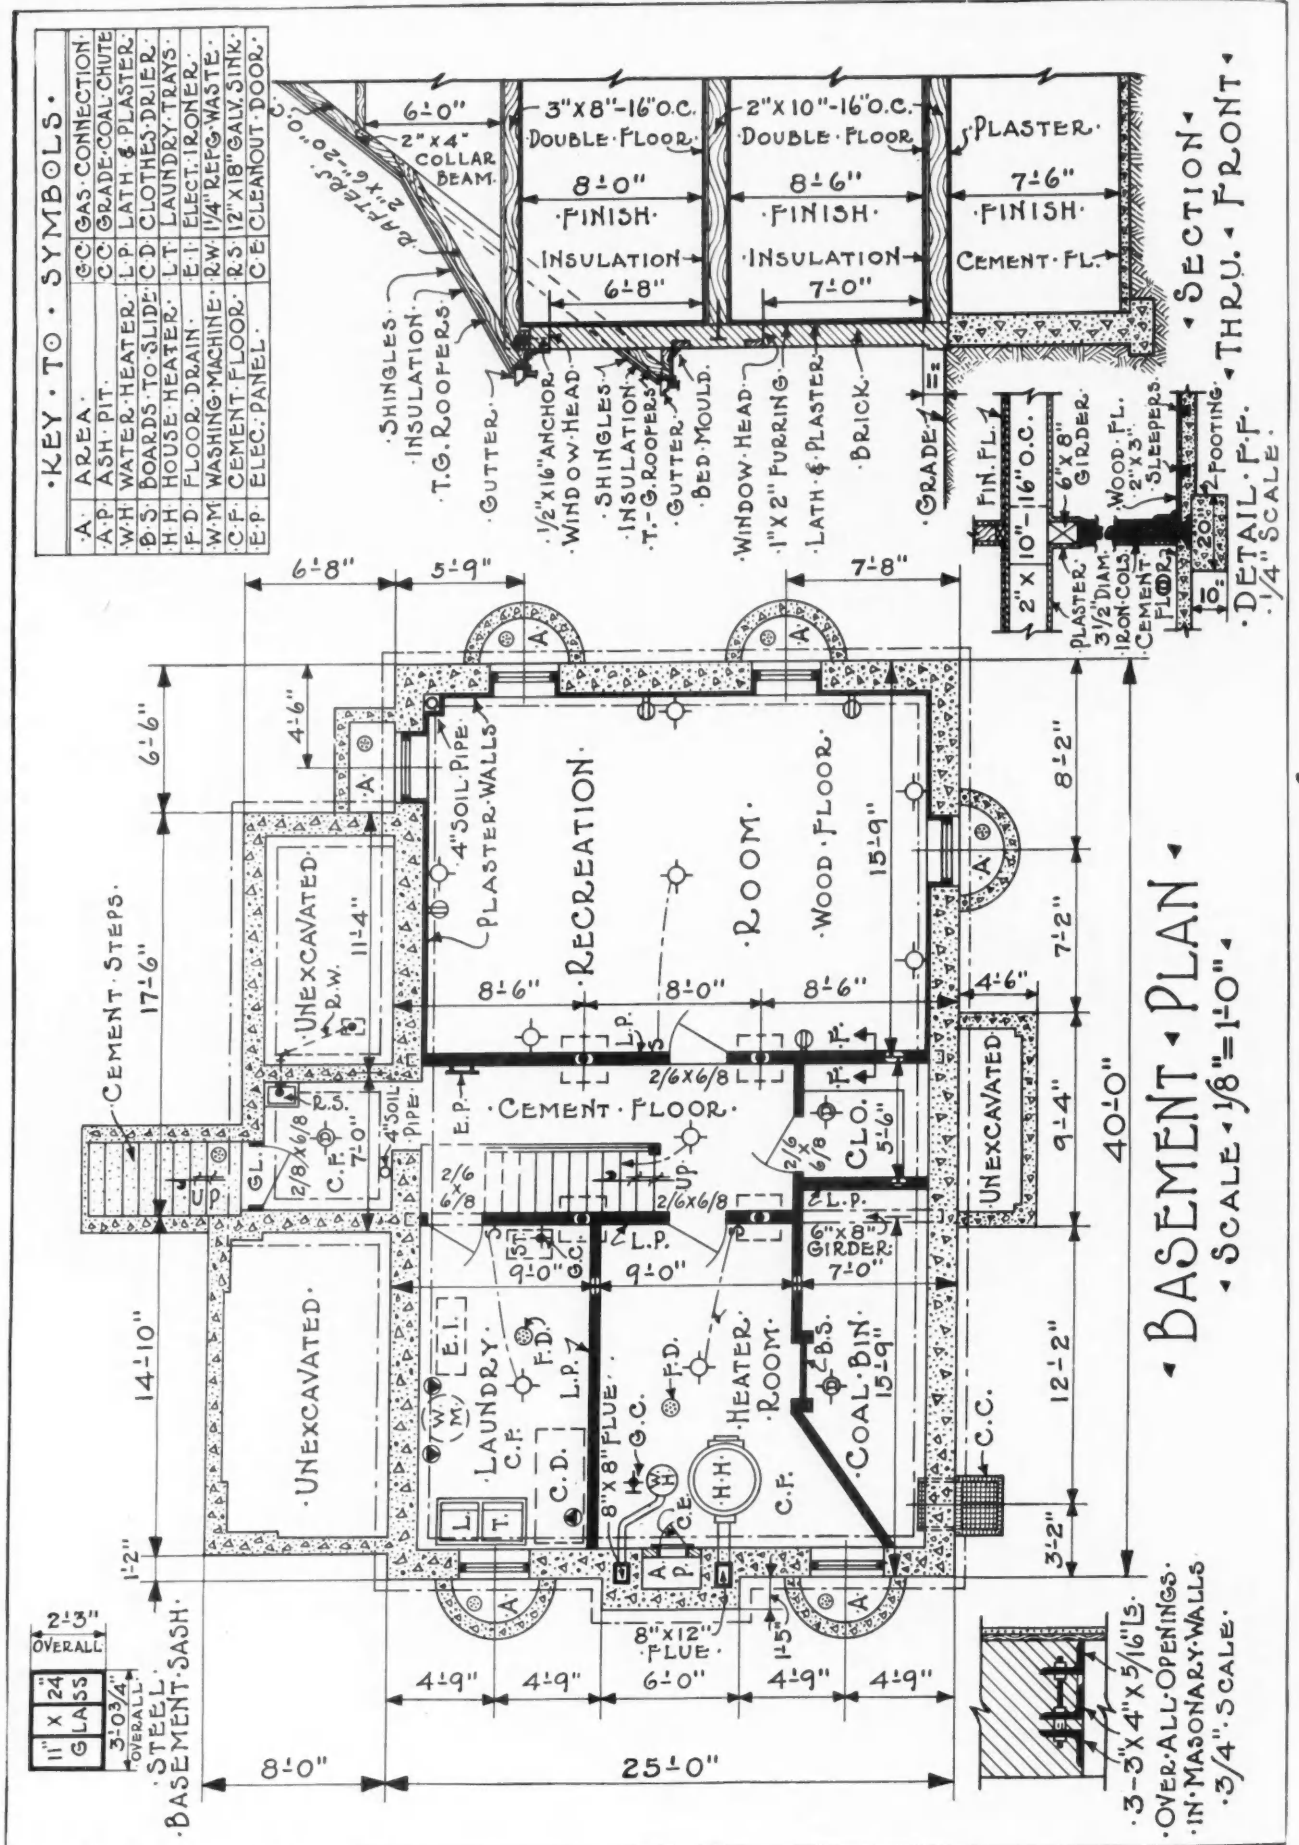 ·KEY·TO·SYMBOLS·
·A· AREA· G·C· GAS·CONNECTION·
A·P· ASH·PIT· C·C· GRADE·COAL·CHUTE
W·H· WATER·HEATER· L·P· LATH·&·PLASTER·
B·S· BOARDS·TO·SLIDE· C·D· CLOTHES·DRIER·
H·H· HOUSE·HEATER· L·T· LAUNDRY·TRAYS·
F·D· FLOOR·DRAIN· E·I· ELECT·IRONER·
W·M· WASHING·MACHINE· R·W· 1¼" REFG·WASTE·
C·F· CEMENT·FLOOR· R·S· 12"X18" GALV. SINK·
E·P· ELEC·PANEL· C·E· CLEANOUT·DOOR·
RAFTERS·
2"X6"-20"O.C.
6'-0"
2"X4"
COLLAR
BEAM
3"X8"-16"O.C.
DOUBLE·FLOOR
8'-0"
·FINISH·
INSULATION
6'-8"
2"X10"-16"O.C.
DOUBLE·FLOOR
8'-6"
·FINISH·
·INSULATION
7'-0"
PLASTER·
7'-6"
·FINISH·
CEMENT·FL.
·SHINGLES·
INSULATION·
·T.G.ROOFERS
·GUTTER
·½"X16"ANCHOR
·WINDOW·HEAD
·SHINGLES
·INSULATION
T.-G.ROOFERS
·GUTTER
BED·MOULD.
·WINDOW·HEAD
·1"X2"FURRING·
·LATH·&·PLASTER
·BRICK·
·GRADE
11"
·SECTION·
·THRU·FRONT·
FIN.FL.
2"X10"-16"O.C.
6"X8"
GIRDER
WOOD·FL.
2"X3"
SLEEPERS·
PLASTER·
3½"DIAM.
IRON·COLS.
CEMENT
FLOOR
20"
FOOTING·
10"
·DETAIL·F.F.
·¼"SCALE·
6'-8"
5'-9"
7'-8"
6'-6"
4'-6"
17'-6"
·CEMENT·STEPS·
14'-10"
1'-2"
·UNEXCAVATED·
11'-4"
R.W.
R.
4"SOIL·PIPE
PLASTER·WALLS
A
A
A
·RECREATION·
·ROOM·
WOOD·FLOOR·
15'-9"
8'-6"
8'-0"
8'-6"
L.P.
S
S
F.
F.
2/6X6/8
E.P.
·CEMENT·FLOOR·
R.S.
GL.
2/8X6/8
D
C.F.
7'-0"
4"SOIL
PIPE
UP
UP
2/6
X
6/8
2/6X6/8
2/6
X
6/8
D
CLO.
5'-6"
L.P.
L.P.
6"X8"
GIRDER
S
ST.
G.C.
9'-0"
9'-0"
7'-0"
·UNEXCAVATED·
E.I.
F.D.
L.P.
W.
M.
LAUNDRY
C.F.
C.D.
L.
T.
8"X8"FLUE·
G.C.
W·H
F.D.
HEATER
·ROOM·
H·H
C.F.
C.E.
A.
P.
B.S.
D
·COAL·BIN·
15'-9"
A
A
A
8'-2"
7'-2"
4'-6"
UNEXCAVATED
9'-4"
40'-0"
12'-2"
3'-2"
C.C.
8"X12"
FLUE
1'-5"
4'-9"
4'-9"
6'-0"
4'-9"
4'-9"
8'-0"
25'-0"
·BASEMENT·PLAN·
·SCALE·⅛"=1'-0"·
2'-3"
OVERALL
11" X 24"
GLASS
3'-0¾"
OVERALL
·STEEL·
·BASEMENT·SASH·
·3-3"X4"X5/16"Ls.
·OVER·ALL·OPENINGS·
·IN·MASONARY·WALLS
·3/4"·SCALE·